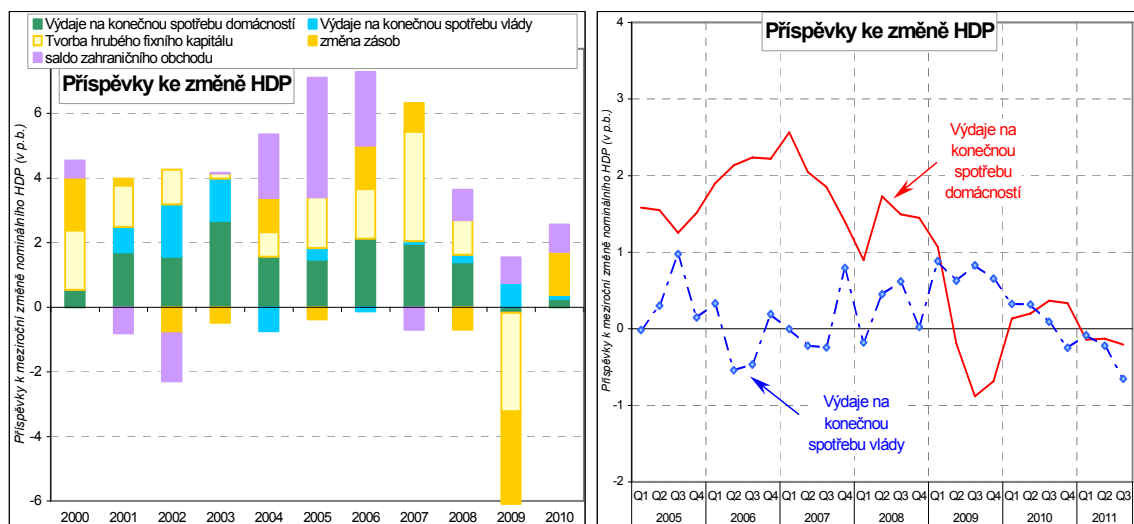 Výdaje na konečnou spotřebu domácností
Výdaje na konečnou spotřebu vlády
Tvorba hrubého fixního kapitálu
změna zásob
saldo zahraničního obchodu
Příspěvky ke změně HDP
Příspěvky k meziroční změně nominálního HDP (v p.b.)
6
4
2
0
-2
-4
-6
2000 2001 2002 2003 2004 2005 2006 2007 2008 2009 2010
Příspěvky ke změně HDP
Příspěvky k meziroční změně nominálního HDP (v p.b.)
4
3
2
1
0
-1
-2
Výdaje na
konečnou
spotřebu
domácností
Výdaje na
konečnou
spotřebu vlády
Q1 Q2 Q3 Q4 Q1 Q2 Q3 Q4 Q1 Q2 Q3 Q4 Q1 Q2 Q3 Q4 Q1 Q2 Q3 Q4 Q1 Q2 Q3 Q4 Q1 Q2 Q3
2005 2006 2007 2008 2009 2010 2011